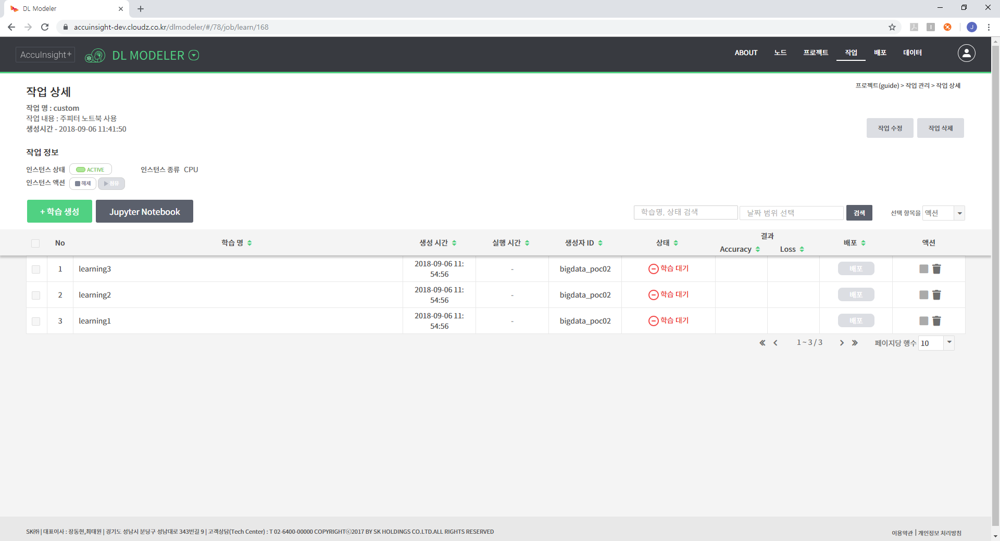 DL Modeler
accuinsight-dev.cloudz.co.kr/dlmodeler/#/78/job/learn/168
J
AccuInsight+
DL MODELER
ABOUT 노드 프로젝트 작업 배포 데이터
작업 상세
프로젝트(guide) > 작업 관리 > 작업 상세
작업 명 : custom
작업 내용 : 주피터 노트북 사용
생성시간 - 2018-09-06 11:41:50
작업 수정 작업 삭제
작업 정보
인스턴스 상태 ACTIVE 인스턴스 종류 CPU
인스턴스 액션 해제 점유
+ 학습 생성 Jupyter Notebook 학습명, 상태 검색 날짜 범위 선택 검색 선택 항목을 액션
No 학습 명 생성 시간 실행 시간 생성자 ID 상태 결과 배포 액션
Accuracy Loss
1 learning3 2018-09-06 11: - bigdata_poc02 학습 대기 배포
54:56
2 learning2 2018-09-06 11: - bigdata_poc02 학습 대기 배포
54:56
3 learning1 2018-09-06 11: - bigdata_poc02 학습 대기 배포
54:56
1 ~ 3 / 3 페이지당 행수 10
SK㈜ | 대표이사 : 장동현,최태원 | 경기도 성남시 분당구 성남대로 343번길 9 | 고객상담(Tech Center) : T 02-6400-00000 COPYRIGHTⓒ2017 BY SK HOLDINGS CO.LTD.ALL RIGHTS RESERVED
이용약관 | 개인정보 처리방침